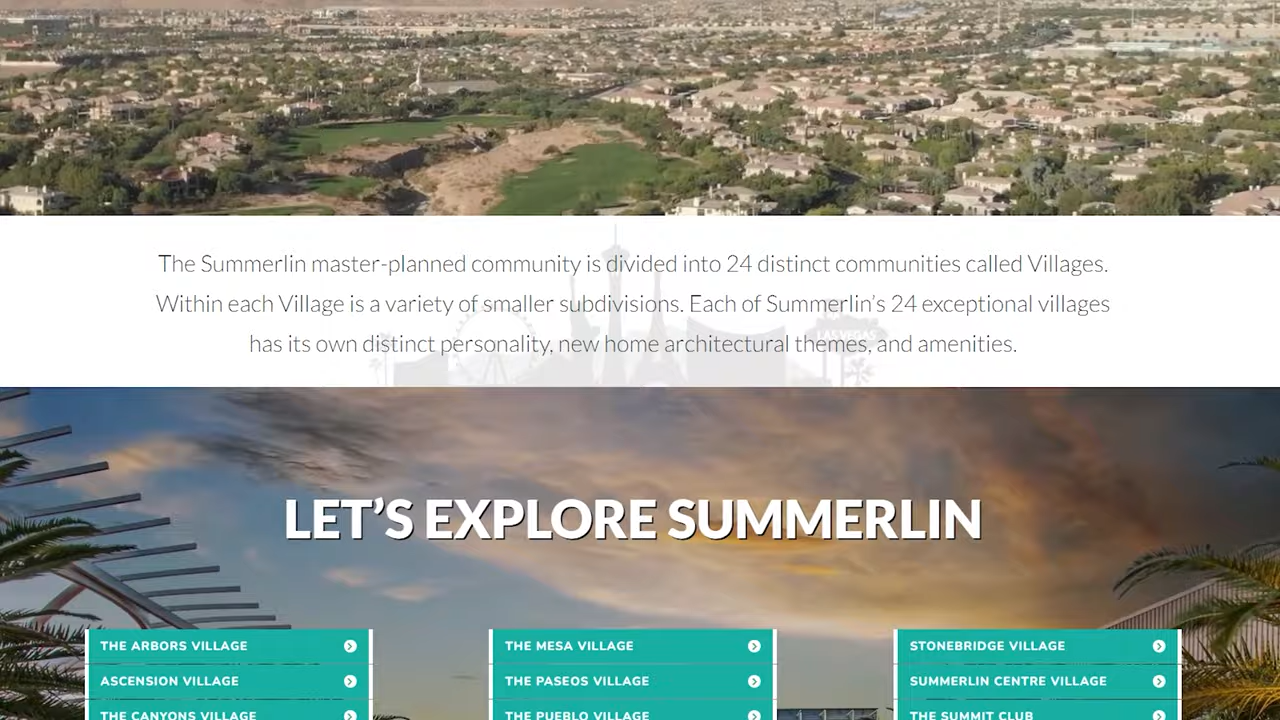 The Summerlin master-planned community is divided into 24 distinct communities called Villages.
Within each Village is a variety of smaller subdivisions. Each of Summerlin's 24 exceptional villages
has its own distinct personality, new home architectural themes, and amenities.
LAS VEGAS
LET'S EXPLORE SUMMERLIN
THE ARBORS VILLAGE
ASCENSION VILLAGE
THE CANYONS VILLAGE
THE MESA VILLAGE
THE PASEOS VILLAGE
THE PUEBLO VILLAGE
STONEBRIDGE VILLAGE
SUMMERLIN CENTRE VILLAGE
THE SUMMIT CLUB